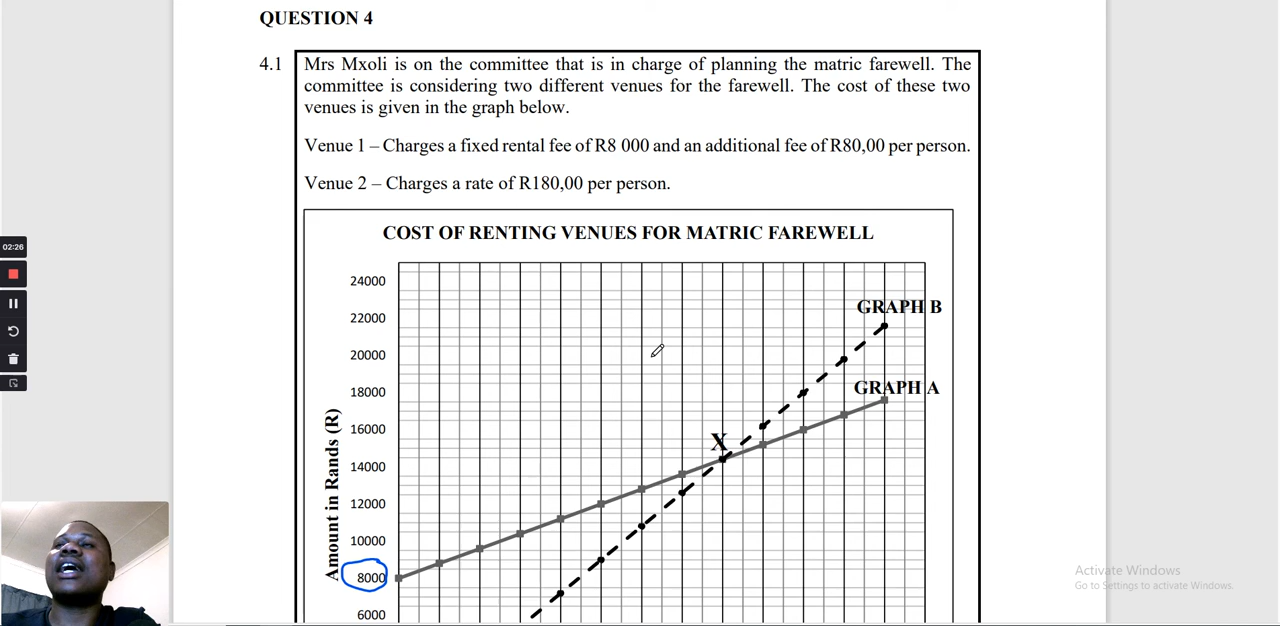 QUESTION 4
4.1 Mrs Mxoli is on the committee that is in charge of planning the matric farewell. The
committee is considering two different venues for the farewell. The cost of these two
venues is given in the graph below.
Venue 1 – Charges a fixed rental fee of R8 000 and an additional fee of R80,00 per person.
Venue 2 – Charges a rate of R180,00 per person.
COST OF RENTING VENUES FOR MATRIC FAREWELL
02:26
24000
GRAPH B
22000
20000
18000
GRAPH A
16000
X
14000
12000
10000
8000
6000
Amount in Rands (R)
Activate Windows
Go to Settings to activate Windows.